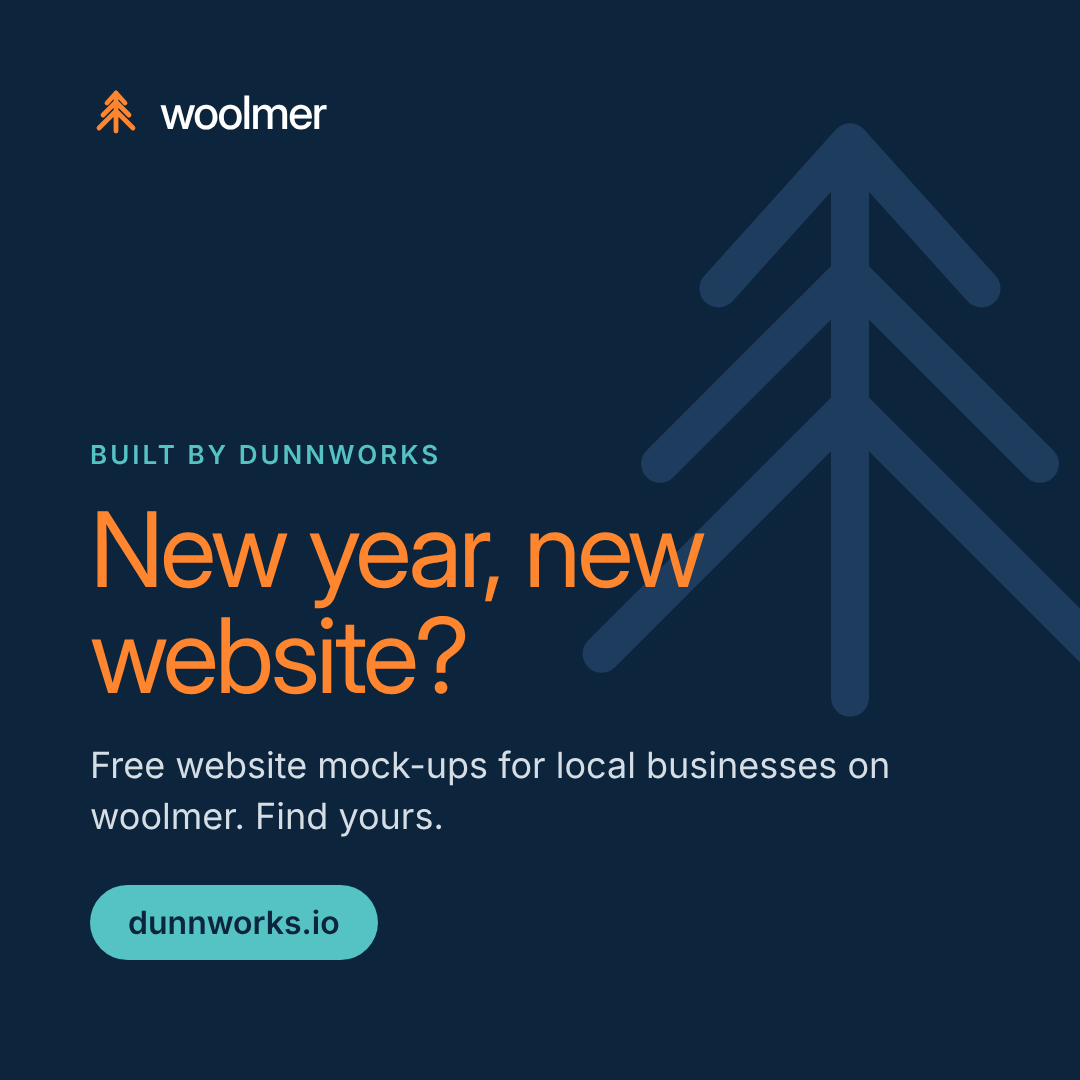 woolmer
BUILT BY DUNNWORKS
New year, new
website?
Free website mock-ups for local businesses on
woolmer. Find yours.
dunnworks.io